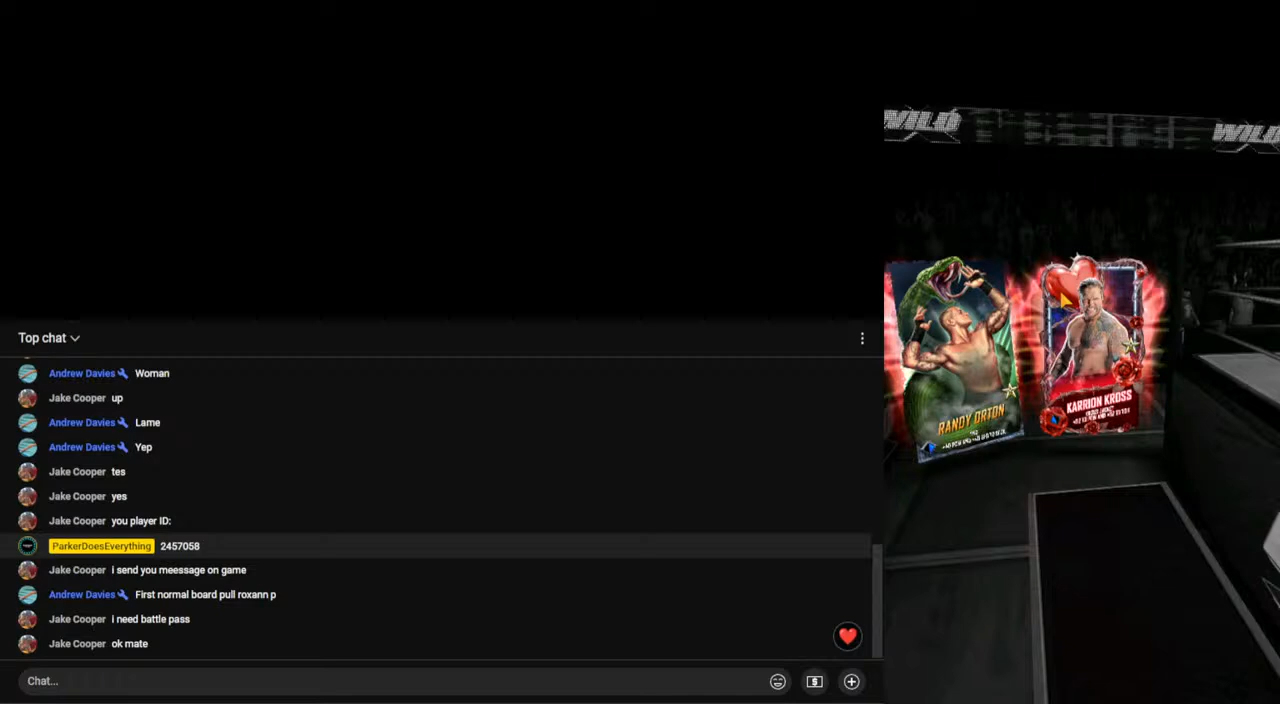 WILD
WILD
Top chat
Andrew Davies Woman
Jake Cooper up
Andrew Davies Lame
Andrew Davies Yep
Jake Cooper tes
Jake Cooper yes
Jake Cooper you player ID:
ParkerDoesEverything 2457058
Jake Cooper i send you meessage on game
Andrew Davies First normal board pull roxann p
Jake Cooper i need battle pass
Jake Cooper ok mate
Chat...
RANDY ORTON
KARRION KROSS